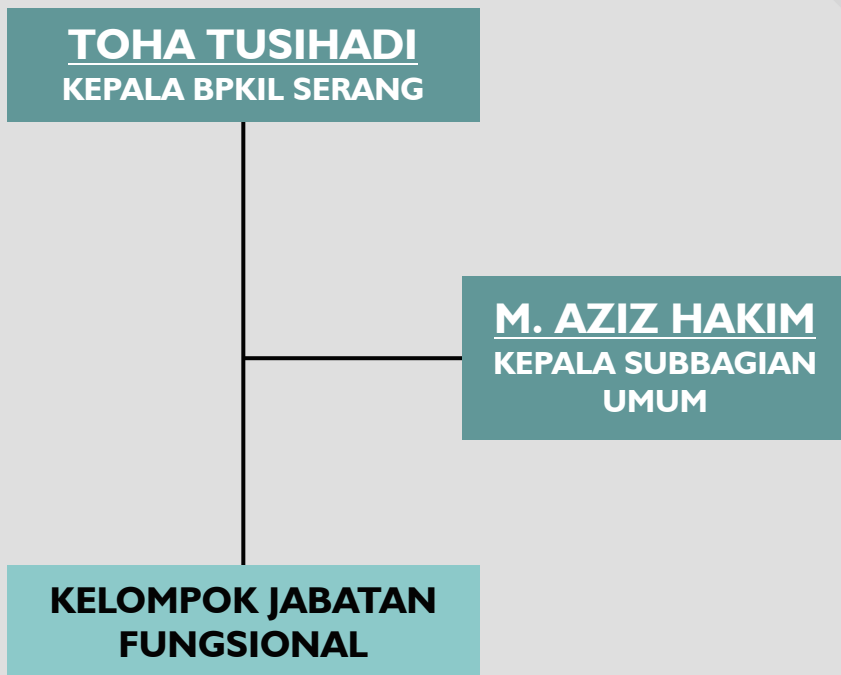 TOHA TUSIHADI
KEPALA BPKIL SERANG
M. AZIZ HAKIM
KEPALA SUBBAGIAN
UMUM
KELOMPOK JABATAN
FUNGSIONAL